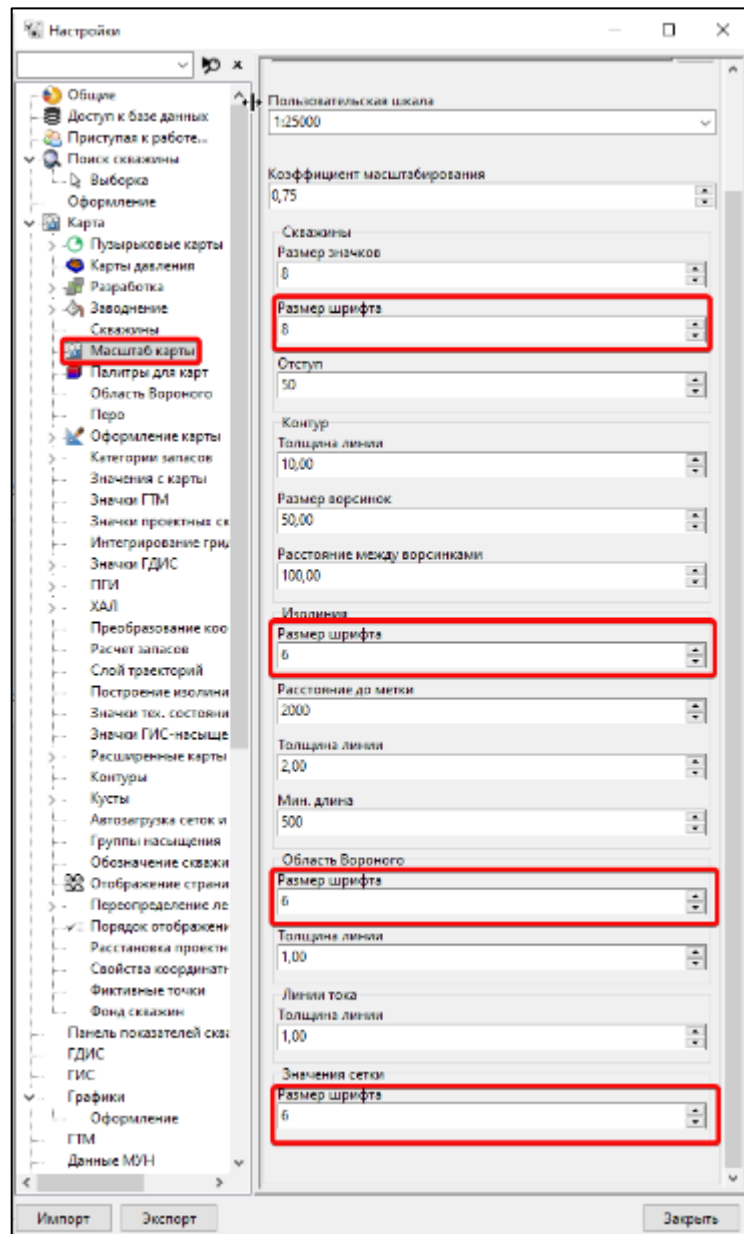 Настройки
Общие
Доступ к базе данных
Приступая к работе...
Поиск скважины
Выборка
Оформление
Карта
Пузырьковые карты
Карты давления
Разработка
Заводнение
Скважины
Масштаб карты
Палитры для карт
Область Вороного
Перо
Оформление карты
Категории запасов
Значения с карты
Значки ГТМ
Значки проектных ск
Интегрирование грид
Значки ГДИС
ПГИ
ХАЛ
Преобразование коо
Расчет запасов
Слой траекторий
Построение изолини
Значки тех. состояни
Значки ГИС-насыще
Расширенные карты
Контуры
Кусты
Автозагрузка сеток и
Группы насыщения
Обозначение скважи
Отображение страни
Переопределение ле
Порядок отображени
Расстановка проектн
Свойства координатн
Фиктивные точки
Фонд скважин
Панель показателей сква
ГДИС
ГИС
Графики
Оформление
ГТМ
Данные МУН
Пользовательская шкала
1:25000
Коэффициент масштабирования
0,75
Скважины
Размер значков
8
Размер шрифта
8
Отступ
50
Контур
Толщина линии
10,00
Размер ворсинок
50,00
Расстояние между ворсинками
100,00
Изолиния
Размер шрифта
6
Расстояние до метки
2000
Толщина линии
2,00
Мин. длина
500
Область Вороного
Размер шрифта
6
Толщина линии
1,00
Линии тока
Толщина линии
1,00
Значения сетки
Размер шрифта
6
Импорт
Экспорт
Закрыть